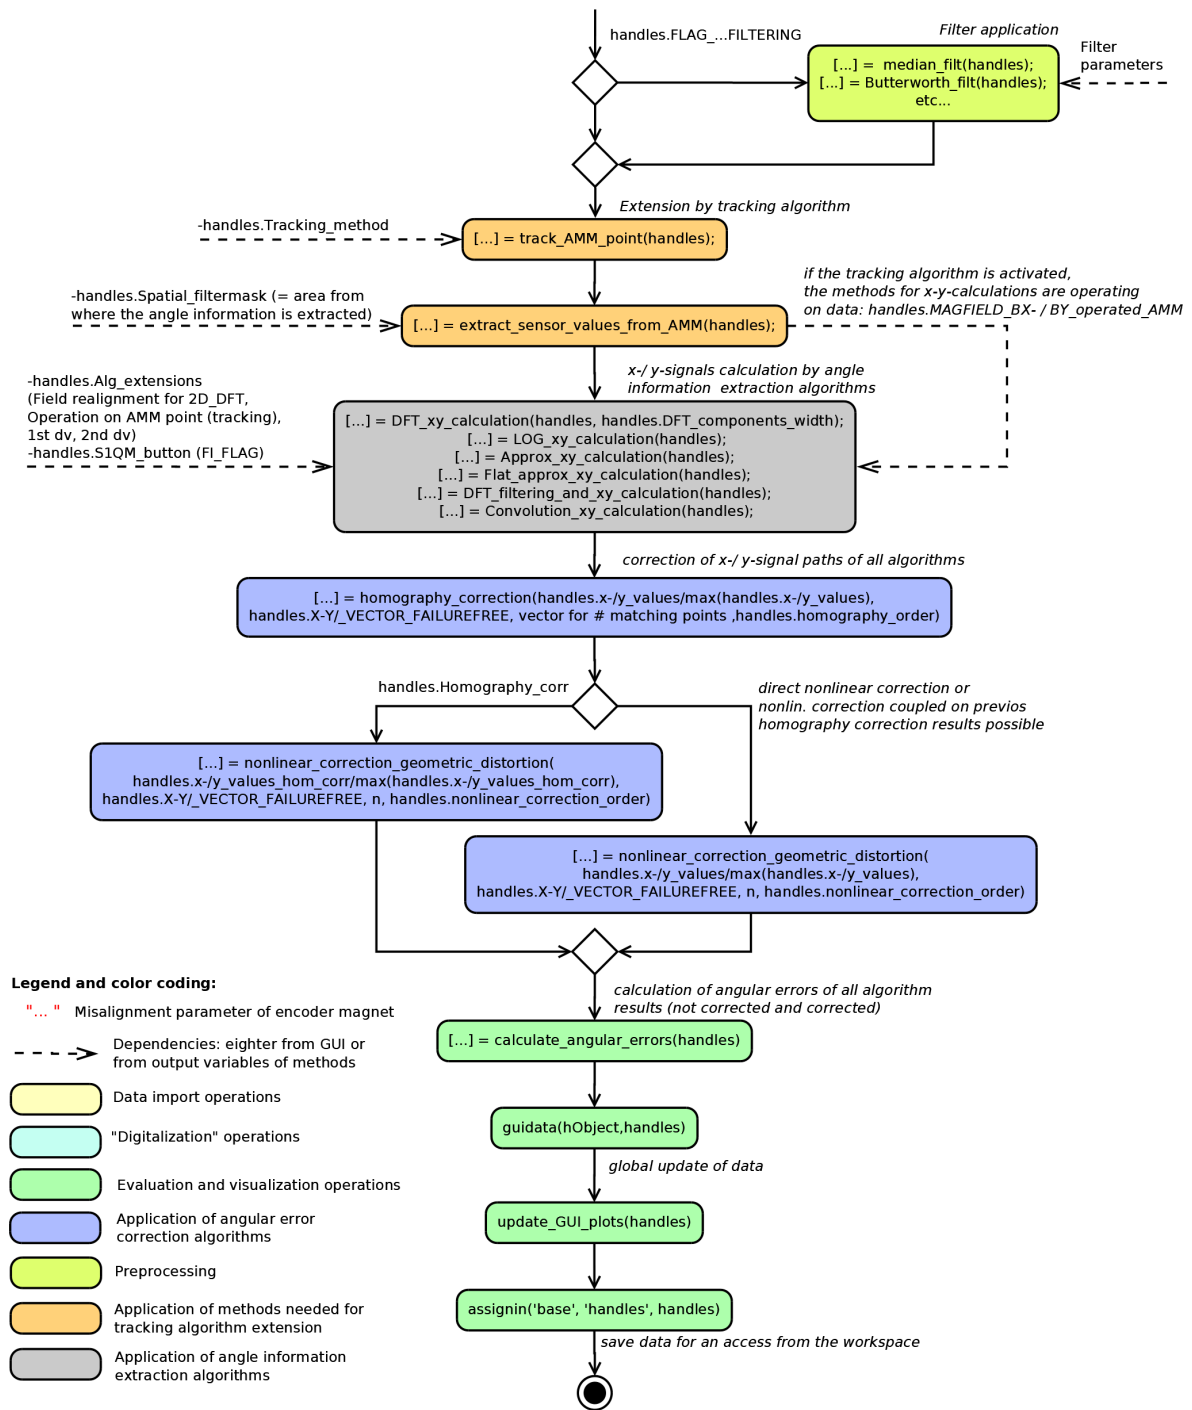 handles.FLAG_...FILTERING
Filter application
Filter
parameters
[...] =  median_filt(handles);
[...] = Butterworth_filt(handles);
etc...
Extension by tracking algorithm
-handles.Tracking_method
[...] = track_AMM_point(handles);
if the tracking algorithm is activated,
the methods for x-y-calculations are operating
on data: handles.MAGFIELD_BX- / BY_operated_AMM
-handles.Spatial_filtermask (= area from
where the angle information is extracted)
[...] = extract_sensor_values_from_AMM(handles);
x-/ y-signals calculation by angle
information  extraction algorithms
-handles.Alg_extensions
(Field realignment for 2D_DFT,
Operation on AMM point (tracking),
1st dv, 2nd dv)
-handles.S1QM_button (FI_FLAG)
[...] = DFT_xy_calculation(handles, handles.DFT_components_width);
[...] = LOG_xy_calculation(handles);
[...] = Approx_xy_calculation(handles);
[...] = Flat_approx_xy_calculation(handles);
[...] = DFT_filtering_and_xy_calculation(handles);
[...] = Convolution_xy_calculation(handles);
correction of x-/ y-signal paths of all algorithms
[...] = homography_correction(handles.x-/y_values/max(handles.x-/y_values),
handles.X-Y/_VECTOR_FAILUREFREE, vector for # matching points ,handles.homography_order)
handles.Homography_corr
direct nonlinear correction or
nonlin. correction coupled on previos
homography correction results possible
[...] = nonlinear_correction_geometric_distortion(
handles.x-/y_values_hom_corr/max(handles.x-/y_values_hom_corr),
handles.X-Y/_VECTOR_FAILUREFREE, n, handles.nonlinear_correction_order)
[...] = nonlinear_correction_geometric_distortion(
handles.x-/y_values/max(handles.x-/y_values),
handles.X-Y/_VECTOR_FAILUREFREE, n, handles.nonlinear_correction_order)
calculation of angular errors of all algorithm
results (not corrected and corrected)
[...] = calculate_angular_errors(handles)
guidata(hObject,handles)
global update of data
update_GUI_plots(handles)
assignin('base', 'handles', handles)
save data for an access from the workspace
Legend and color coding:
"... "  Misalignment parameter of encoder magnet
Dependencies: eighter from GUI or
from output variables of methods
Data import operations
"Digitalization" operations
Evaluation and visualization operations
Application of angular error
correction algorithms
Preprocessing
Application of methods needed for
tracking algorithm extension
Application of angle information
extraction algorithms